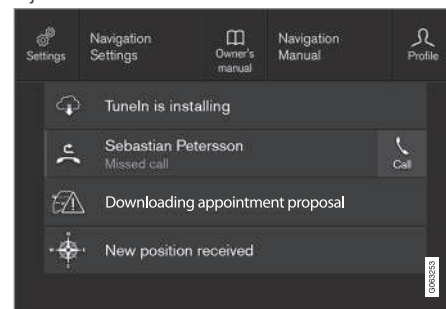 Navigation
Settings
Navigation
Manual
Settings
Owner's
manual
Profile
TuneIn is installing
Sebastian Petersson
Missed call
Call
Downloading appointment proposal
New position received
G063253